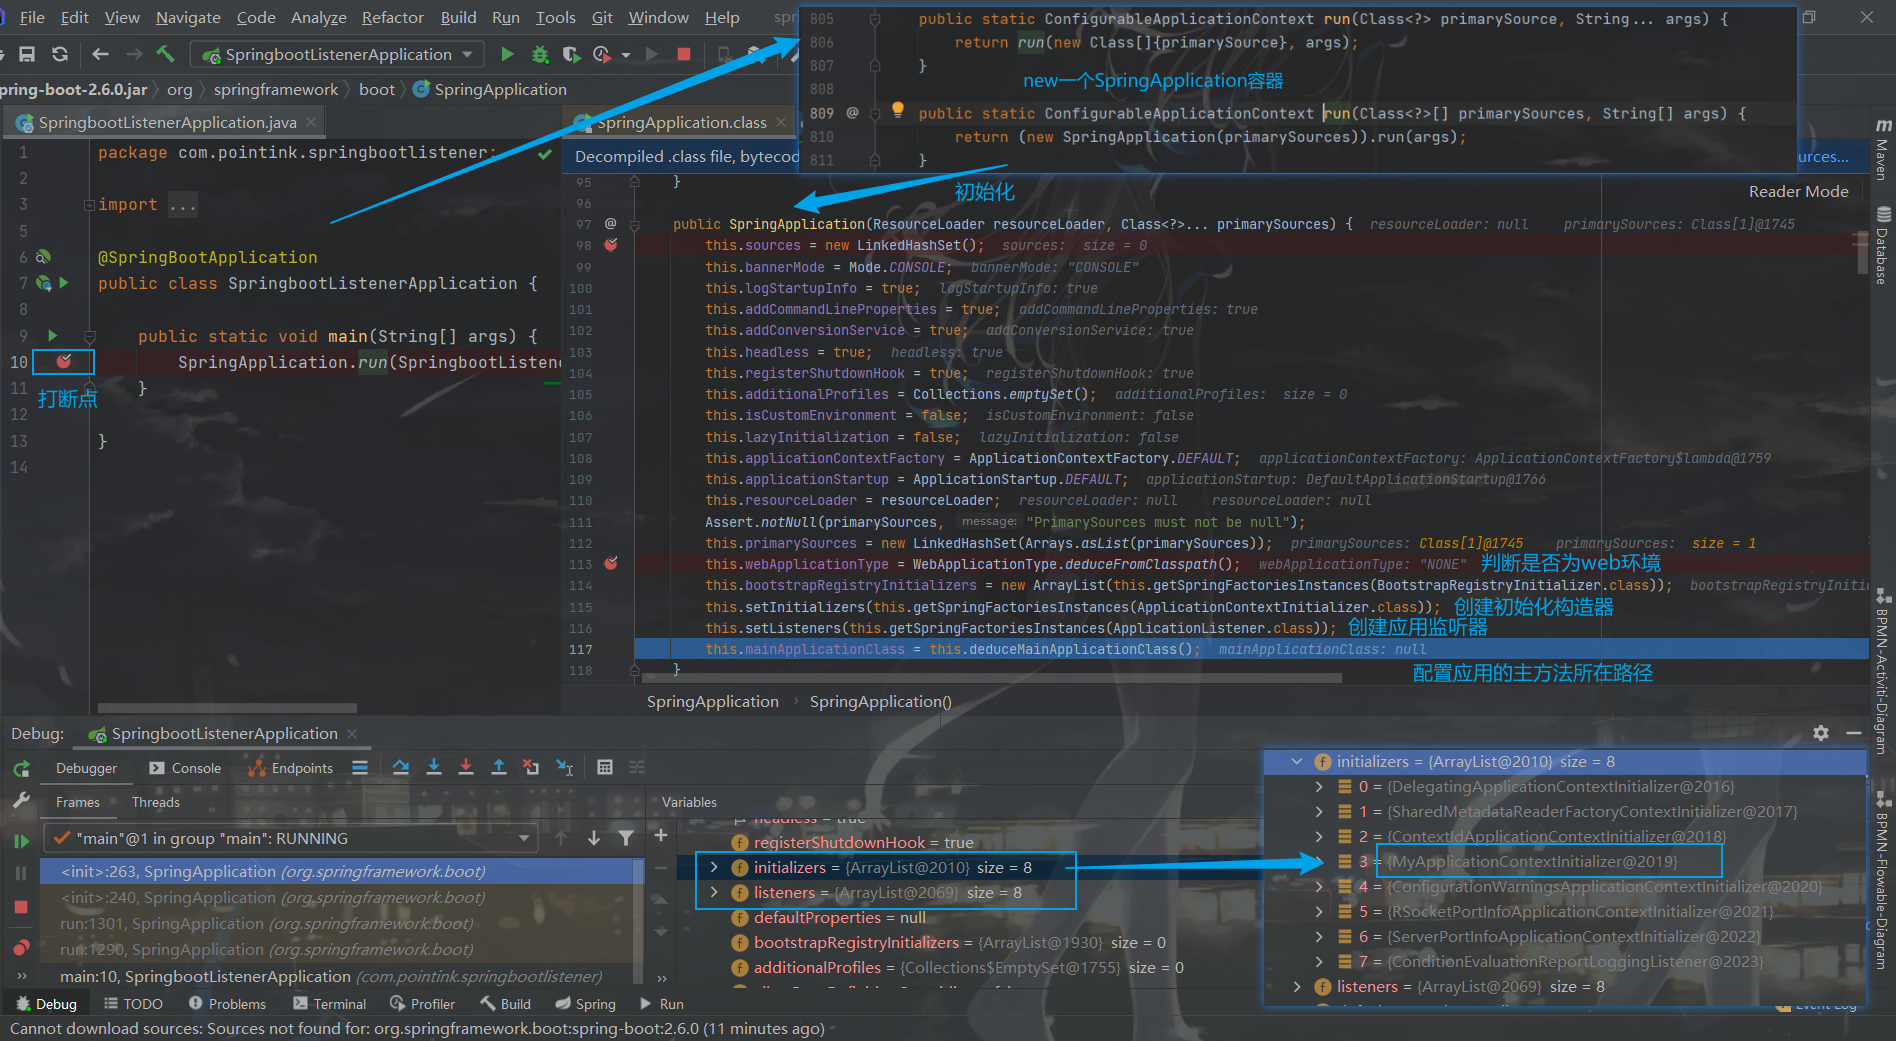 File Edit View Navigate Code Analyze Refactor Build Run Tools Git Window Help spr
SpringbootListenerApplication
pring-boot-2.6.0.jar org springframework boot SpringApplication
SpringbootListenerApplication.java
SpringApplication.class
805 public static ConfigurableApplicationContext run(Class<?> primarySource, String... args) {
806 return run(new Class[]{primarySource}, args);
807 }
808 new一个SpringApplication容器
809 @ public static ConfigurableApplicationContext run(Class<?>[] primarySources, String[] args) {
810 return (new SpringApplication(primarySources)).run(args);
811 }
1 package com.pointink.springbootlistener;
2
3 import ...
5
6 @SpringBootApplication
7 public class SpringbootListenerApplication {
8
9 public static void main(String[] args) {
10 SpringApplication.run(SpringbootListene
11 }
打断点
12
13 }
14
Decompiled .class file, bytecod
urces...
Reader Mode
95 }
96 初始化
97 @ public SpringApplication(ResourceLoader resourceLoader, Class<?>... primarySources) { resourceLoader: null primarySources: Class[1]@1745
98 this.sources = new LinkedHashSet(); sources: size = 0
99 this.bannerMode = Mode.CONSOLE; bannerMode: "CONSOLE"
100 this.logStartupInfo = true; logStartupInfo: true
101 this.addCommandLineProperties = true; addCommandLineProperties: true
102 this.addConversionService = true; addConversionService: true
103 this.headless = true; headless: true
104 this.registerShutdownHook = true; registerShutdownHook: true
105 this.additionalProfiles = Collections.emptySet(); additionalProfiles: size = 0
106 this.isCustomEnvironment = false; isCustomEnvironment: false
107 this.lazyInitialization = false; lazyInitialization: false
108 this.applicationContextFactory = ApplicationContextFactory.DEFAULT; applicationContextFactory: ApplicationContextFactory$lambda@1759
109 this.applicationStartup = ApplicationStartup.DEFAULT; applicationStartup: DefaultApplicationStartup@1766
110 this.resourceLoader = resourceLoader; resourceLoader: null resourceLoader: null
111 Assert.notNull(primarySources, message: "PrimarySources must not be null");
112 this.primarySources = new LinkedHashSet(Arrays.asList(primarySources)); primarySources: Class[1]@1745 primarySources: size = 1
113 this.webApplicationType = WebApplicationType.deduceFromClasspath(); webApplicationType: "NONE" 判断是否为web环境
114 this.bootstrapRegistryInitializers = new ArrayList(this.getSpringFactoriesInstances(BootstrapRegistryInitializer.class)); bootstrapRegistryInitia
115 this.setInitializers(this.getSpringFactoriesInstances(ApplicationContextInitializer.class)); 创建初始化构造器
116 this.setListeners(this.getSpringFactoriesInstances(ApplicationListener.class)); 创建应用监听器
117 this.mainApplicationClass = this.deduceMainApplicationClass(); mainApplicationClass: null
118 } 配置应用的主方法所在路径
SpringApplication SpringApplication()
m Maven
Database
BPMN-Activiti-Diagram
BPMN-Flowable-Diagram
Debug: SpringbootListenerApplication
Debugger Console Endpoints
Frames Threads
Variables
"main"@1 in group "main": RUNNING
<init>:263, SpringApplication (org.springframework.boot)
<init>:240, SpringApplication (org.springframework.boot)
run:1301, SpringApplication (org.springframework.boot)
run:1290, SpringApplication (org.springframework.boot)
main:10, SpringbootListenerApplication (com.pointink.springbootlistener)
headless = true
registerShutdownHook = true
initializers = {ArrayList@2010} size = 8
listeners = {ArrayList@2069} size = 8
defaultProperties = null
bootstrapRegistryInitializers = {ArrayList@1930} size = 0
additionalProfiles = {Collections$EmptySet@1755} size = 0
initializers = {ArrayList@2010} size = 8
0 = {DelegatingApplicationContextInitializer@2016}
1 = {SharedMetadataReaderFactoryContextInitializer@2017}
2 = {ContextIdApplicationContextInitializer@2018}
3 = {MyApplicationContextInitializer@2019}
4 = {ConfigurationWarningsApplicationContextInitializer@2020}
5 = {RSocketPortInfoApplicationContextInitializer@2021}
6 = {ServerPortInfoApplicationContextInitializer@2022}
7 = {ConditionEvaluationReportLoggingListener@2023}
listeners = {ArrayList@2069} size = 8
Debug TODO Problems Terminal Profiler Build Spring Run Event Log
Cannot download sources: Sources not found for: org.springframework.boot:spring-boot:2.6.0 (11 minutes ago)